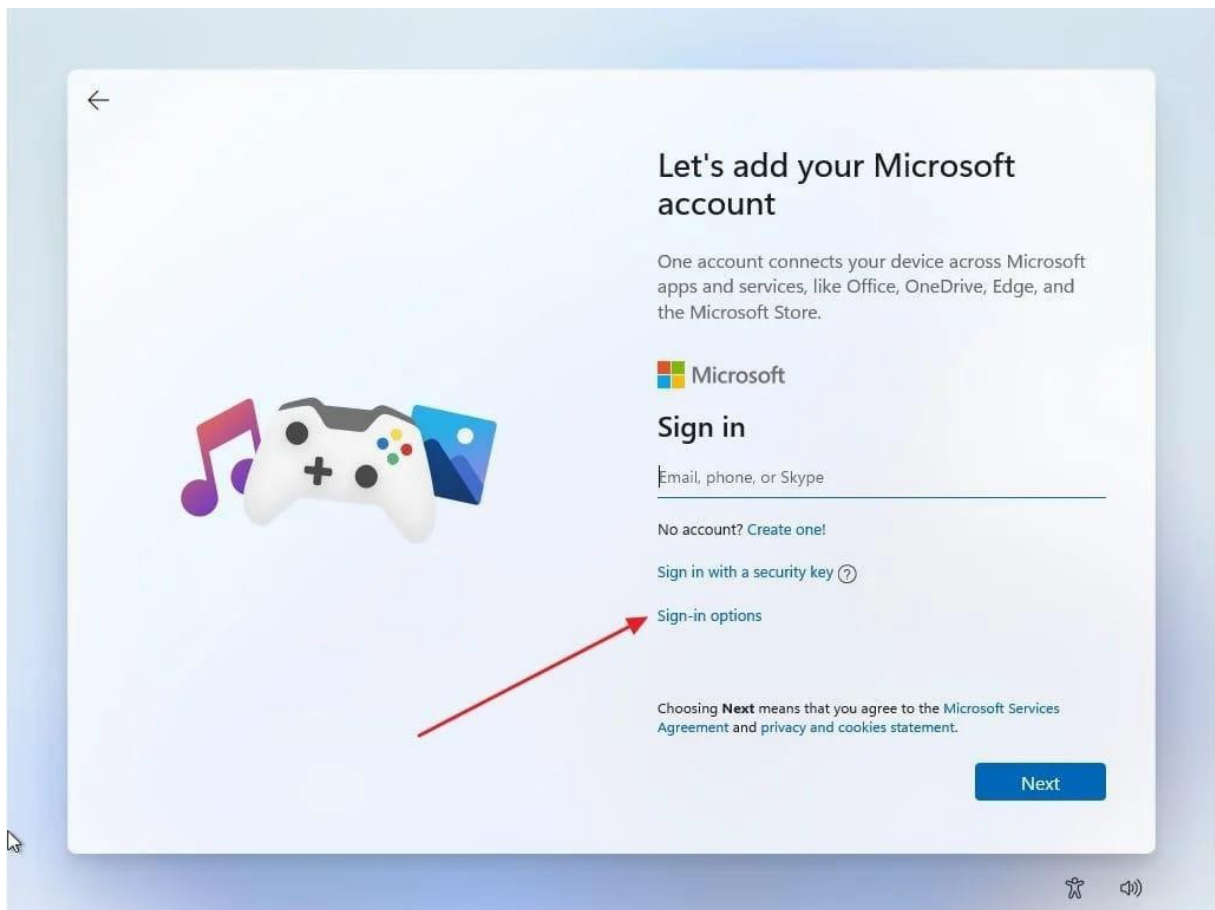 Let's add your Microsoft
account
One account connects your device across Microsoft
apps and services, like Office, OneDrive, Edge, and
the Microsoft Store.
Microsoft
Sign in
Email, phone, or Skype
No account? Create one!
Sign in with a security key
Sign-in options
Choosing Next means that you agree to the Microsoft Services
Agreement and privacy and cookies statement.
Next